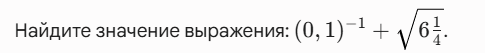 Найдите значение выражения: $(0,1)^{-1} + \sqrt{6\frac{1}{4}}$.